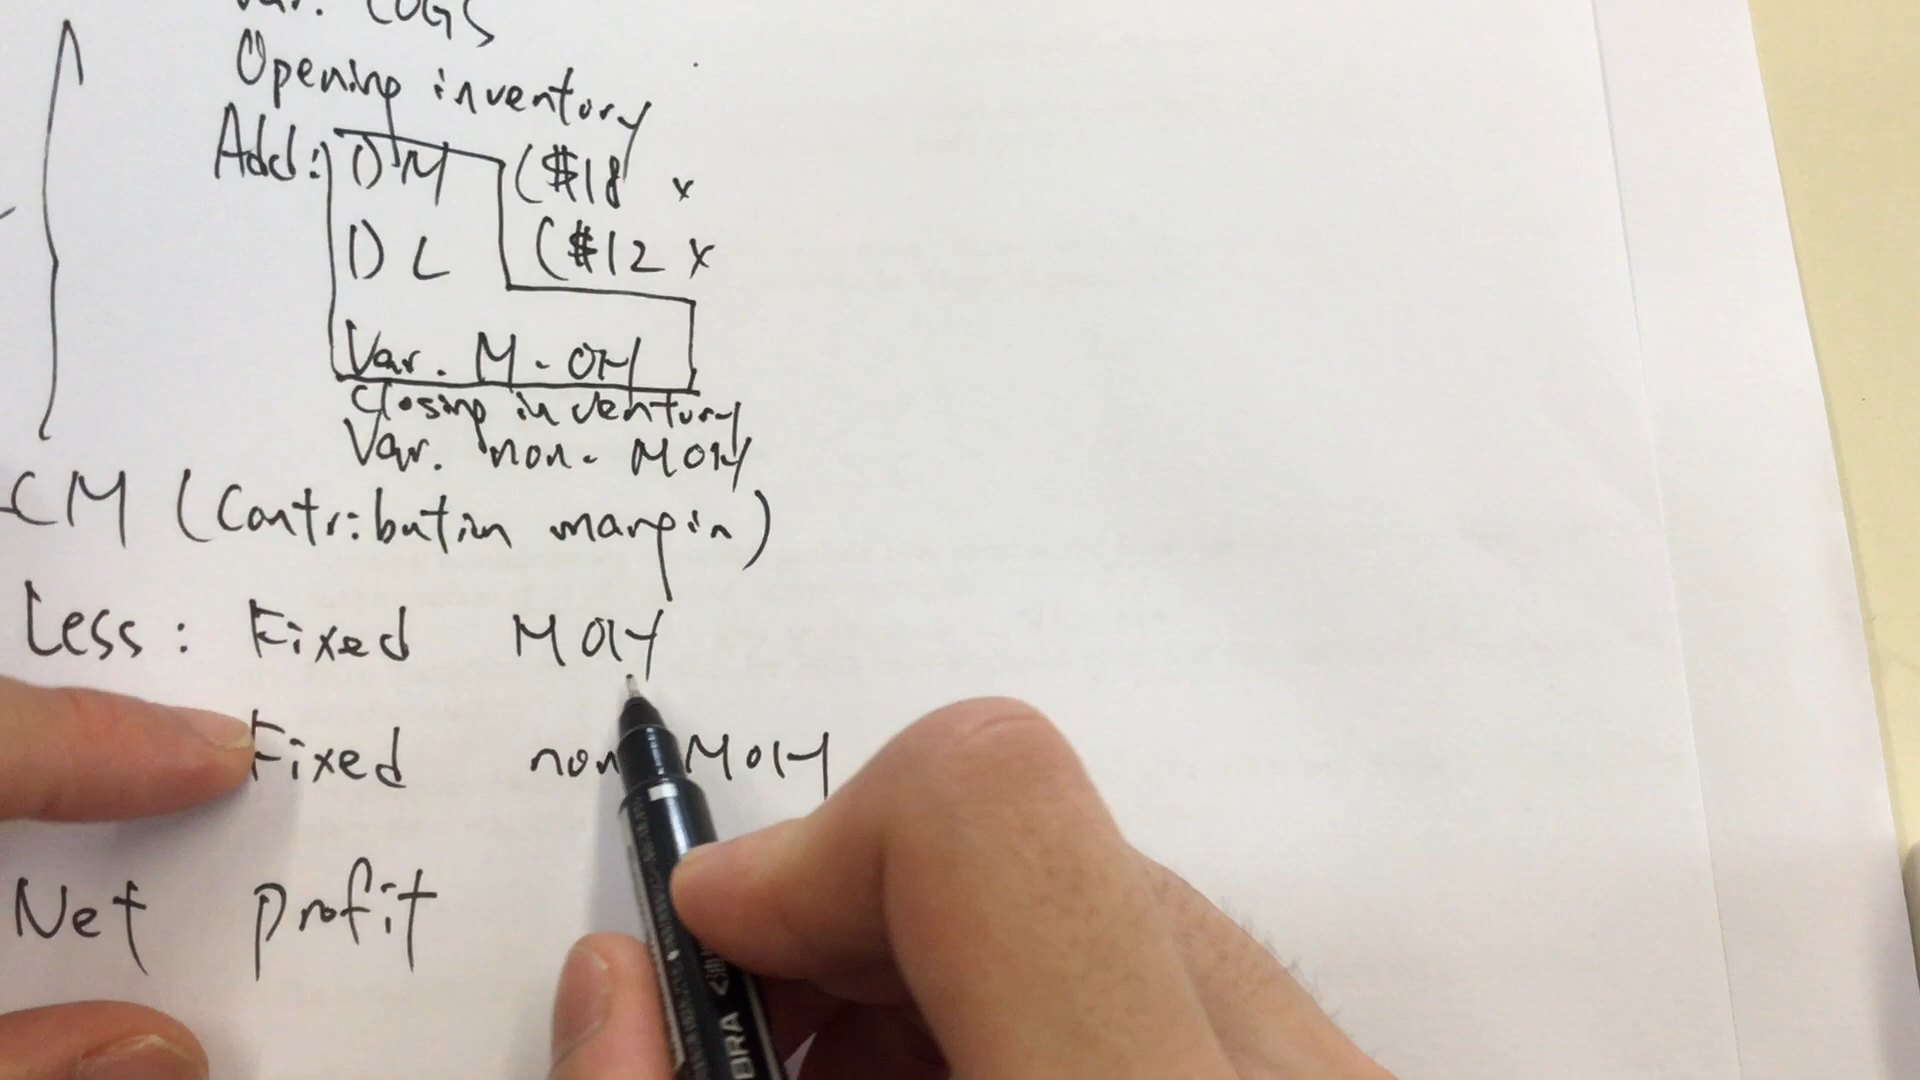 Var. COGS
Opening inventory
Add: DM ($18 x
DL ($12 x
Var. M-OH
Closing inventory
Var. non-MOH
CM (Contribution margin)
Less: Fixed MOH
Fixed non MOH
Net profit
BRA